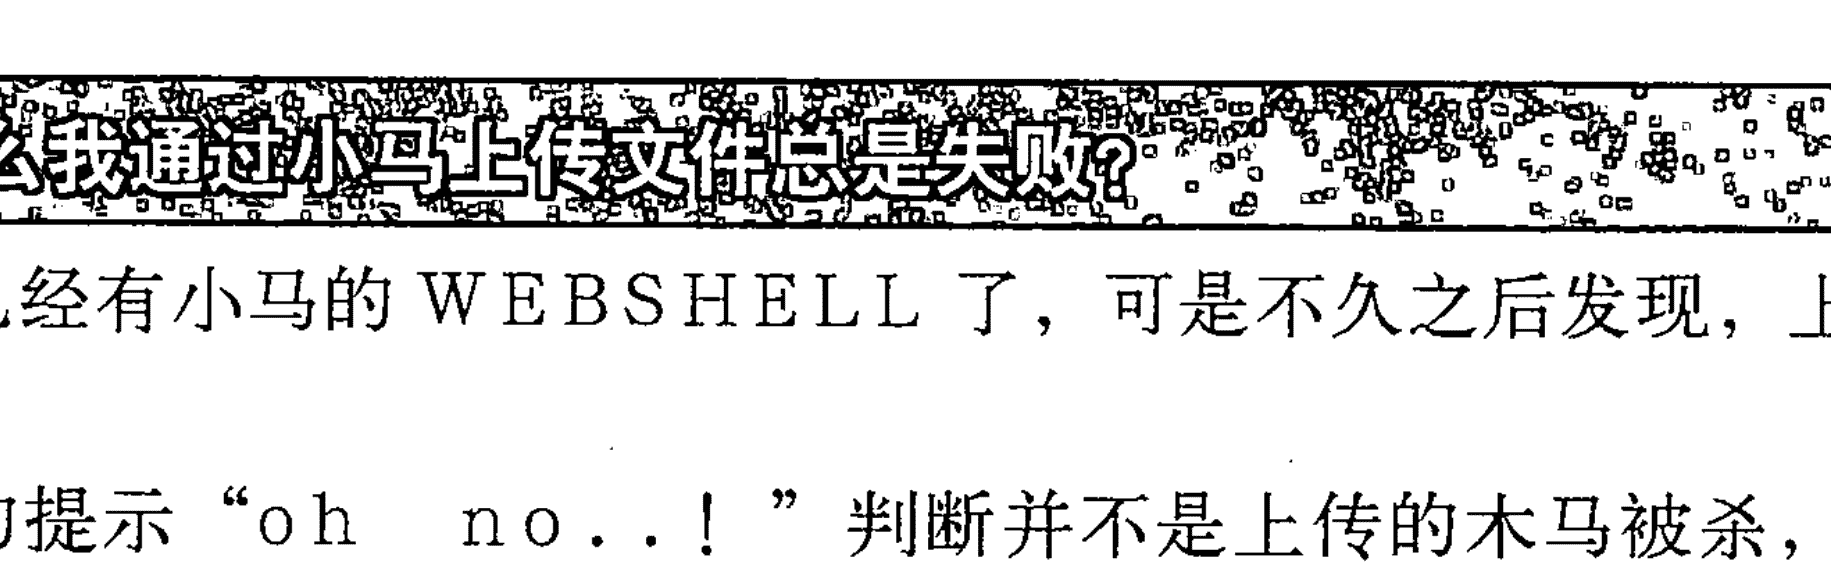 么我通过小马上传文件总是失败?
经有小马的WEBSHELL了，可是不久之后发现，上
提示“oh no..！”判断并不是上传的木马被杀，